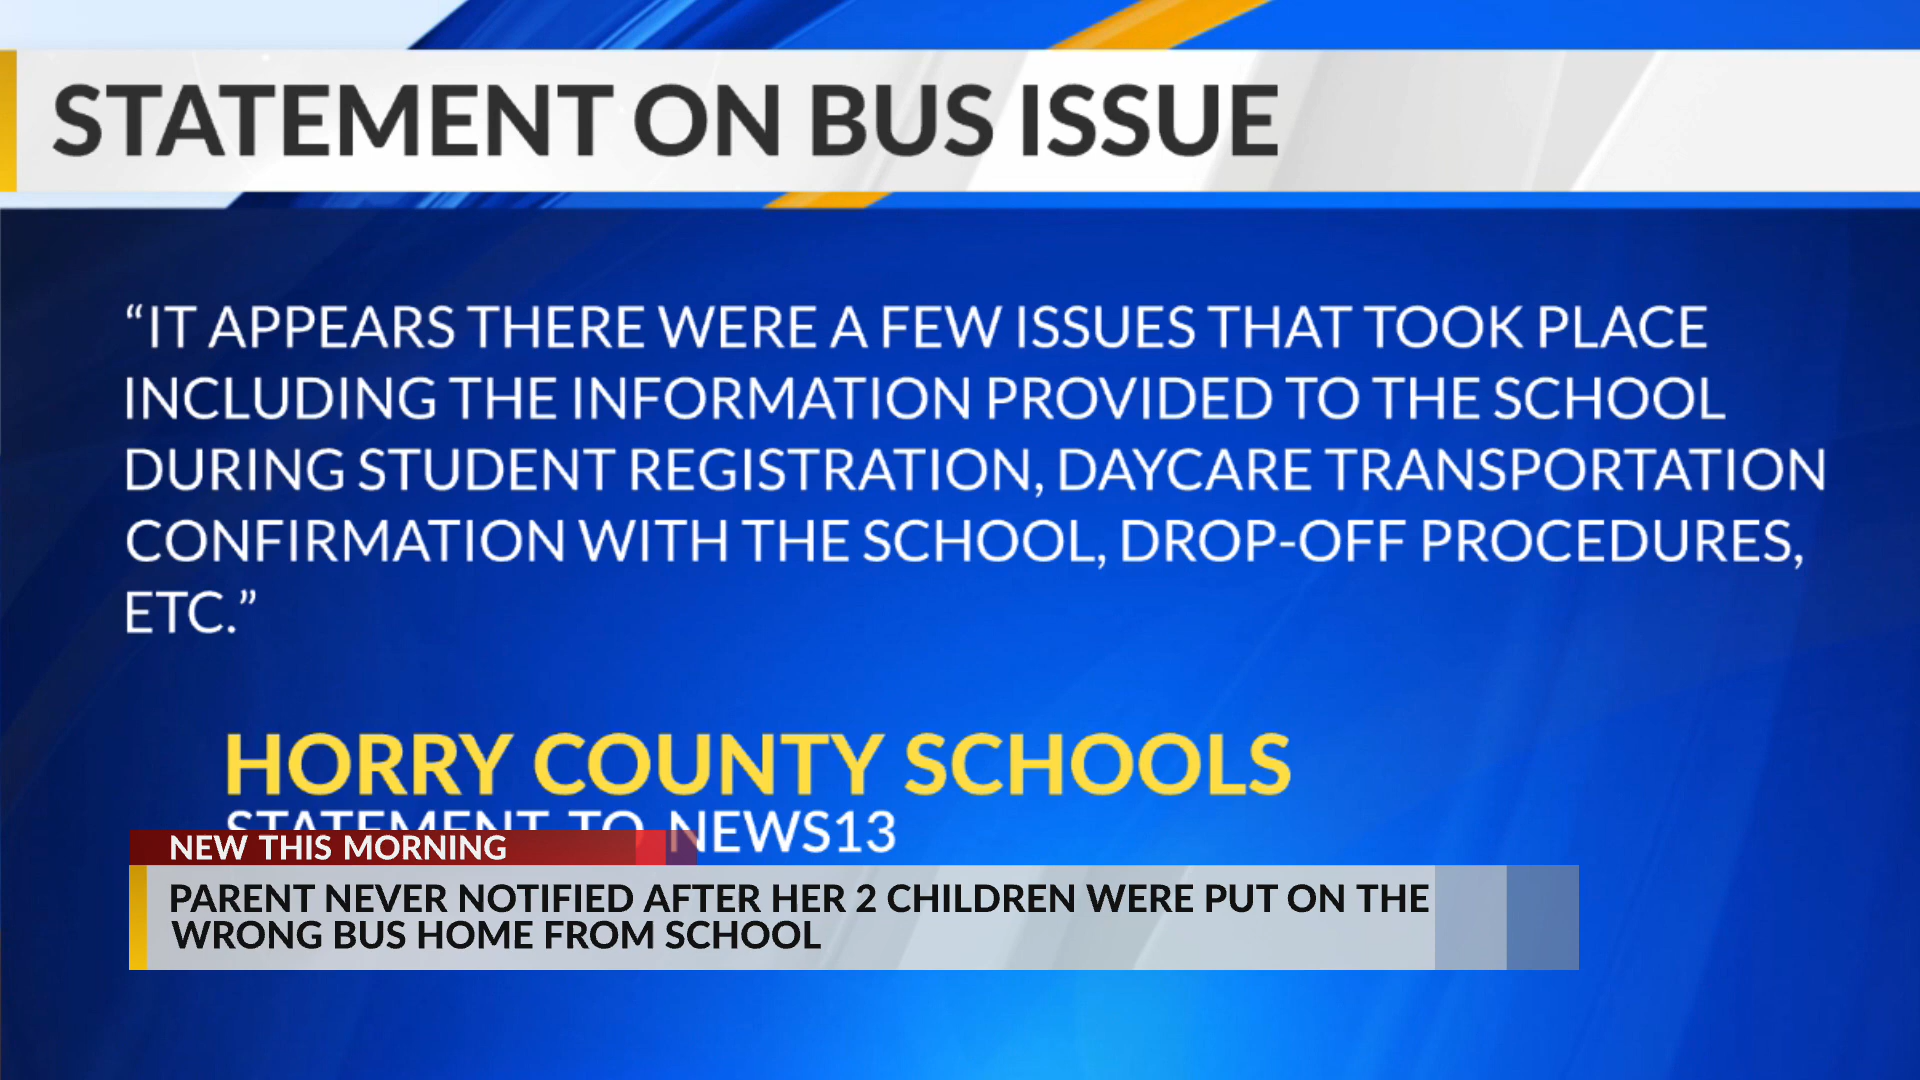 STATEMENT ON BUS ISSUE
“IT APPEARS THERE WERE A FEW ISSUES THAT TOOK PLACE
INCLUDING THE INFORMATION PROVIDED TO THE SCHOOL
DURING STUDENT REGISTRATION, DAYCARE TRANSPORTATION
CONFIRMATION WITH THE SCHOOL, DROP-OFF PROCEDURES,
ETC.”
HORRY COUNTY SCHOOLS
STATEMENT TO NEWS13
NEW THIS MORNING
PARENT NEVER NOTIFIED AFTER HER 2 CHILDREN WERE PUT ON THE
WRONG BUS HOME FROM SCHOOL